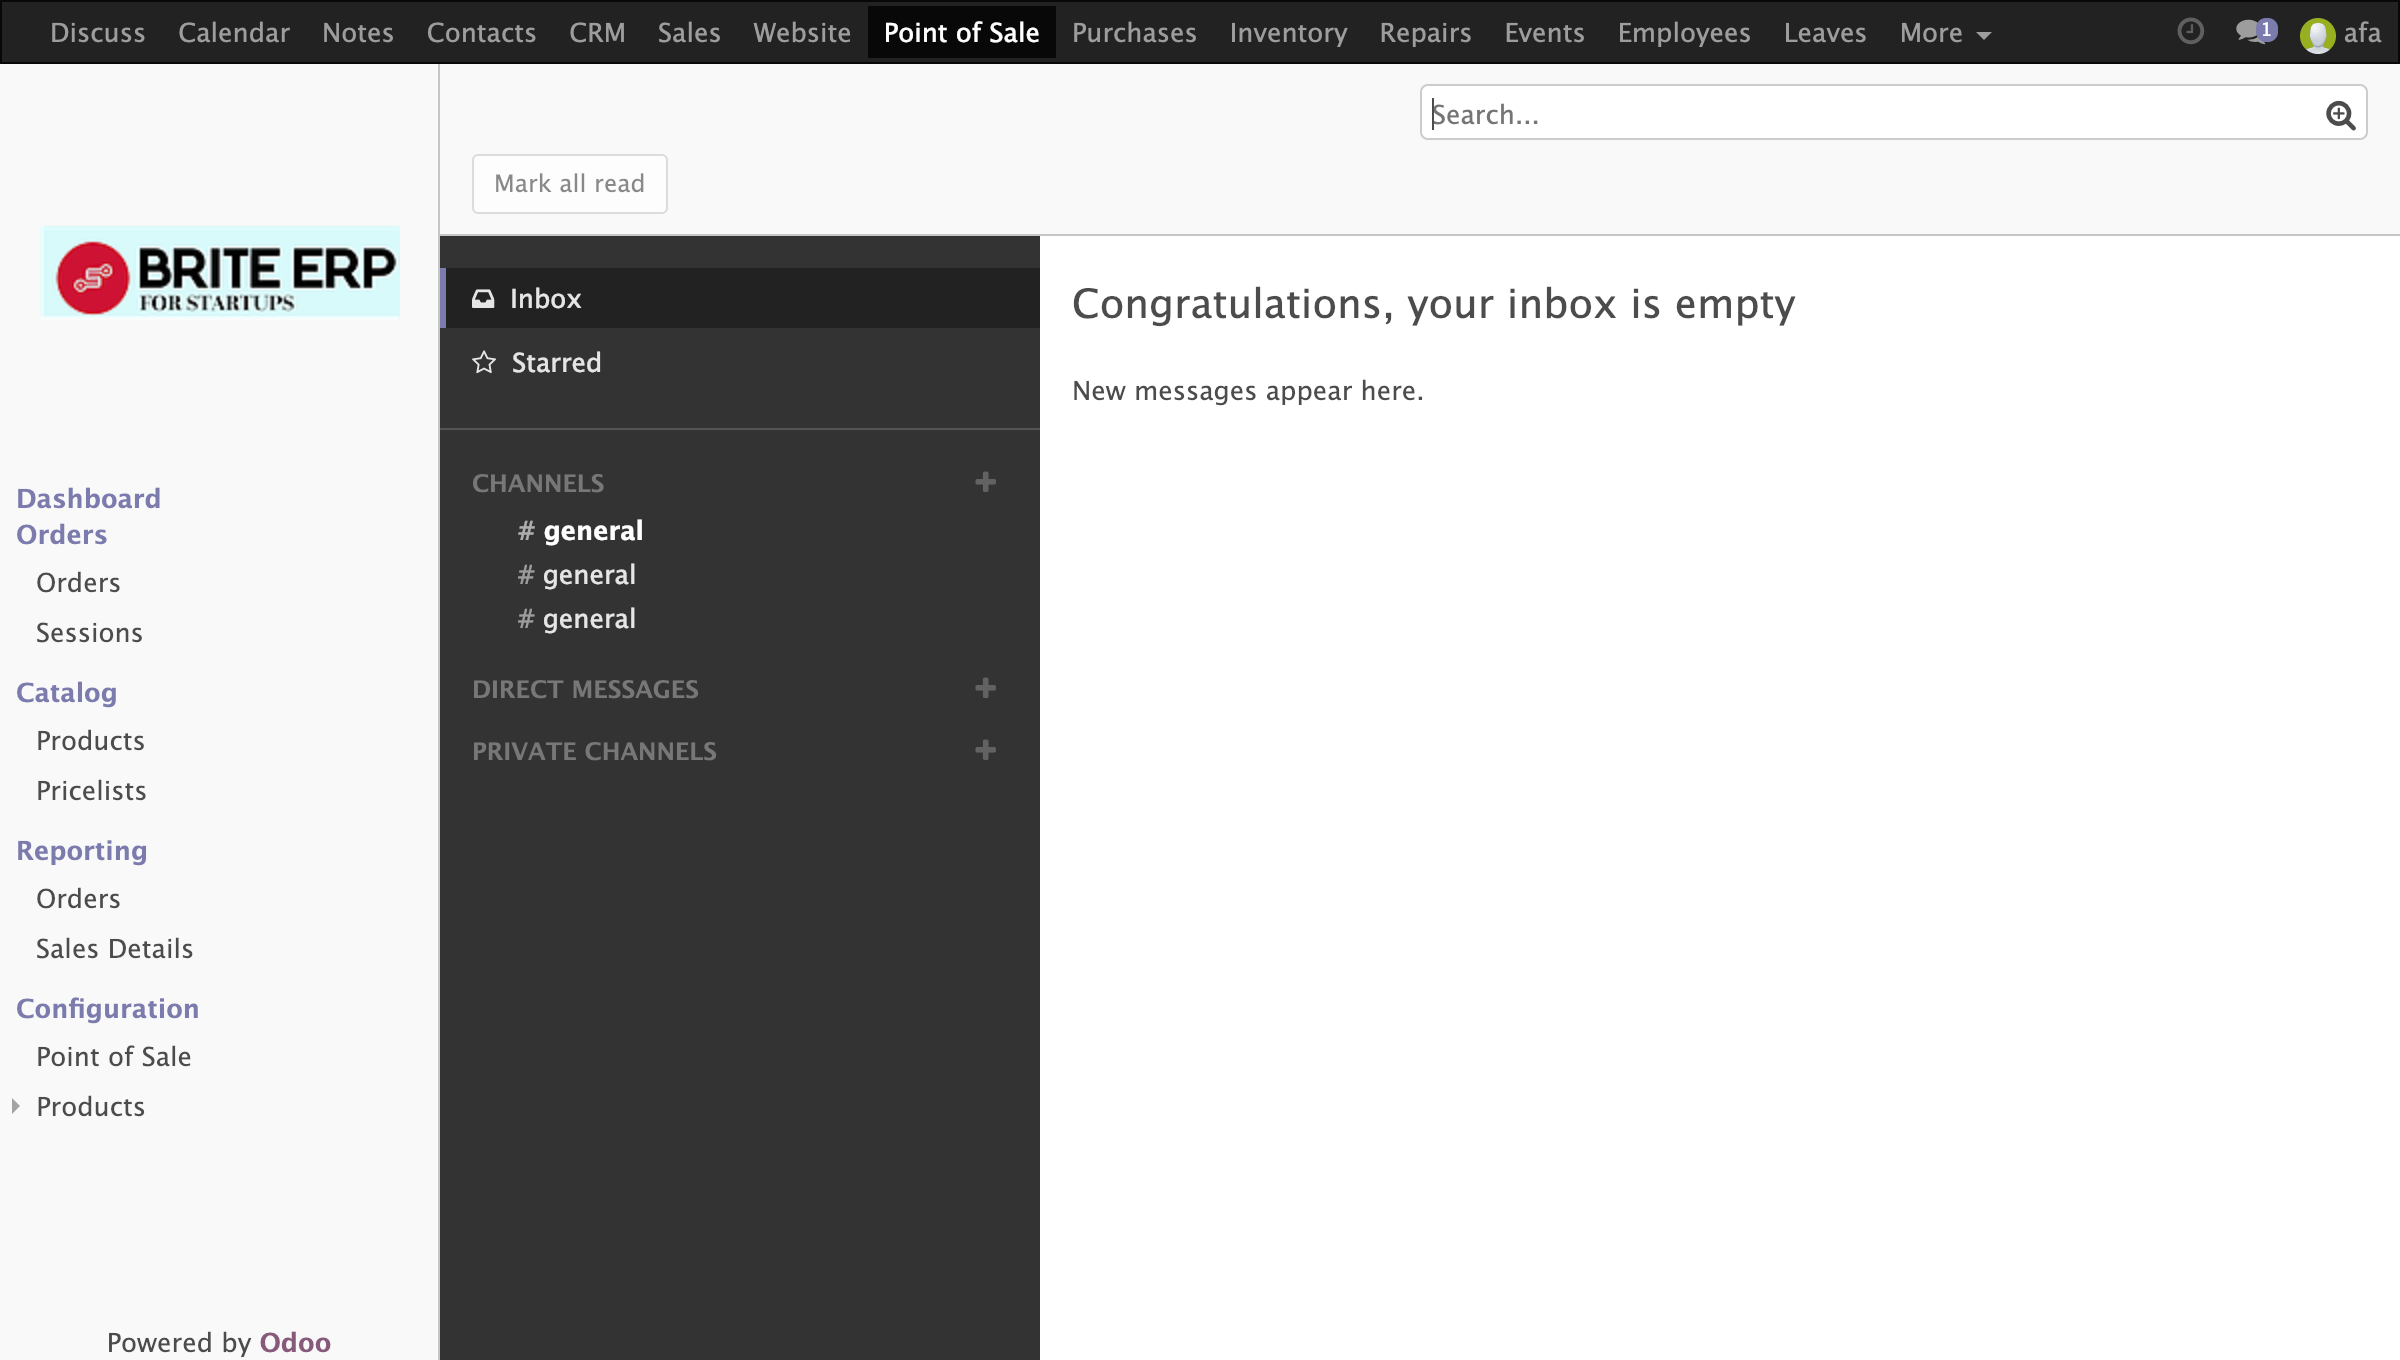 Discuss Calendar Notes Contacts CRM Sales Website Point of Sale Purchases Inventory Repairs Events Employees Leaves More 1 afa
Search...
Mark all read
BRITE ERP
FOR STARTUPS
Dashboard
Orders
Orders
Sessions
Catalog
Products
Pricelists
Reporting
Orders
Sales Details
Configuration
Point of Sale
Products
Powered by Odoo
Inbox
Starred
CHANNELS
# general
# general
# general
DIRECT MESSAGES
PRIVATE CHANNELS
Congratulations, your inbox is empty
New messages appear here.